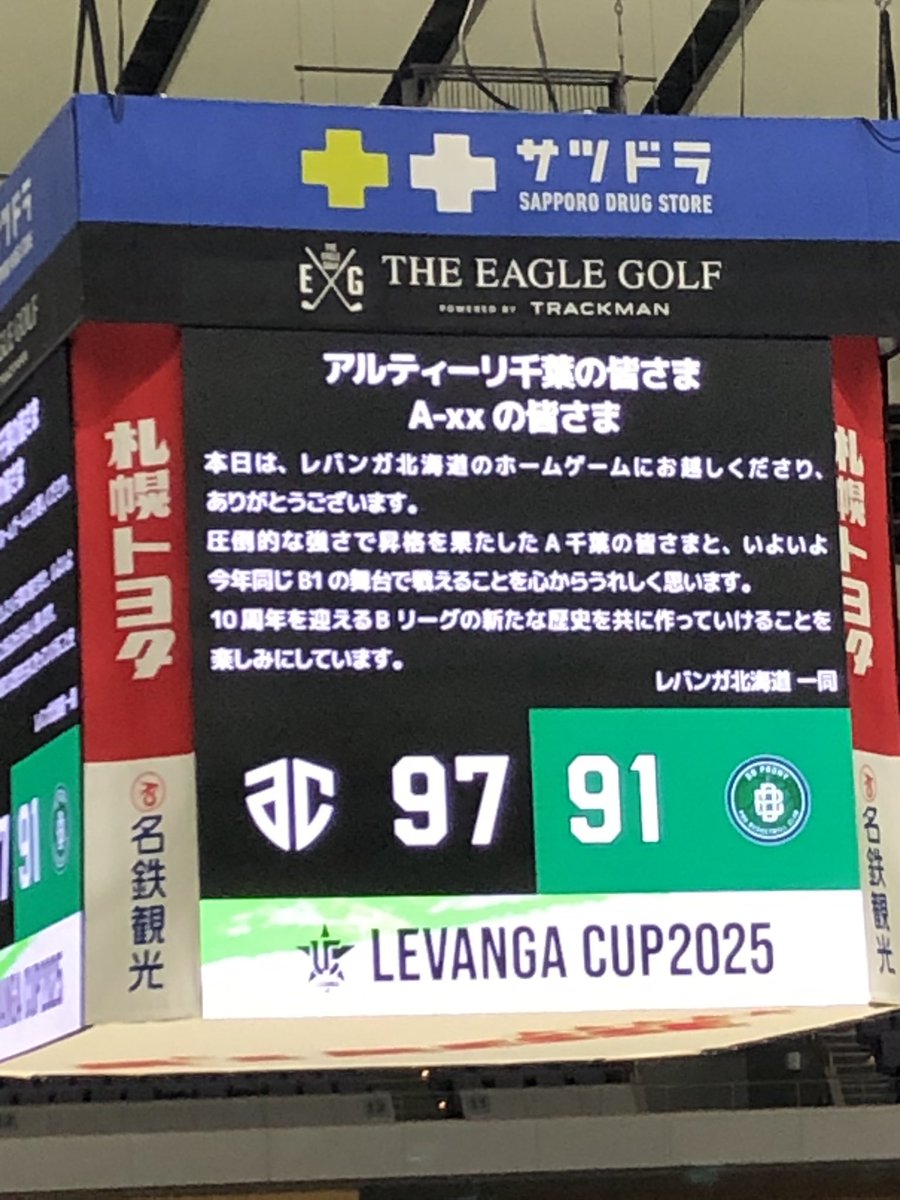 サツドラ
SAPPORO DRUG STORE
E G
THE EAGLE GOLF
POWERED BY TRACKMAN
アルティーリ千葉の皆さま
A-xx の皆さま
本日は、レバンガ北海道のホームゲームにお越しくださり、
ありがとうございます。
圧倒的な強さで昇格を果たした A 千葉の皆さまと、いよいよ
今年同じ B1 の舞台で戦えることを心からうれしく思います。
10 周年を迎える B リーグの新たな歴史を共に作っていけることを
楽しみにしています。
レバンガ北海道 一同
札幌トヨタ
札幌トヨタ
97 91
名鉄観光
名鉄観光
LEVANGA CUP2025
91